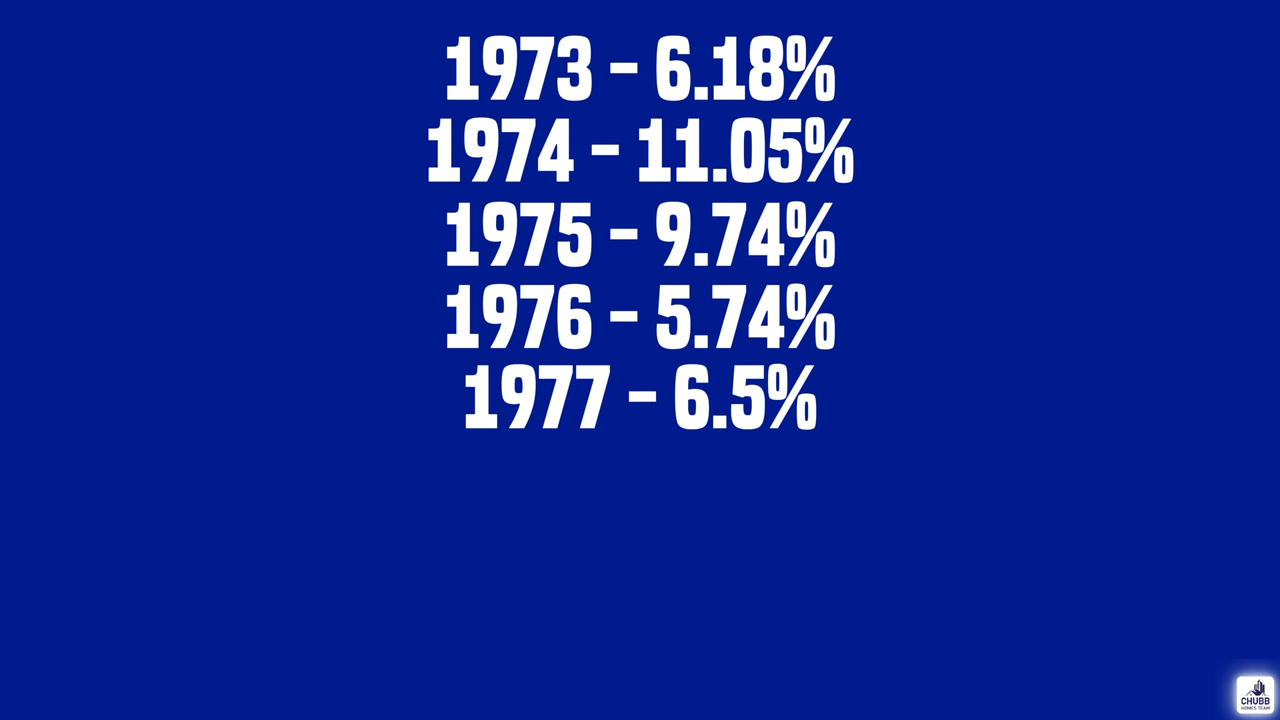 1973 - 6.18%
1974 - 11.05%
1975 - 9.74%
1976 - 5.74%
1977 - 6.5%
CHUBB
HOMES TEAM